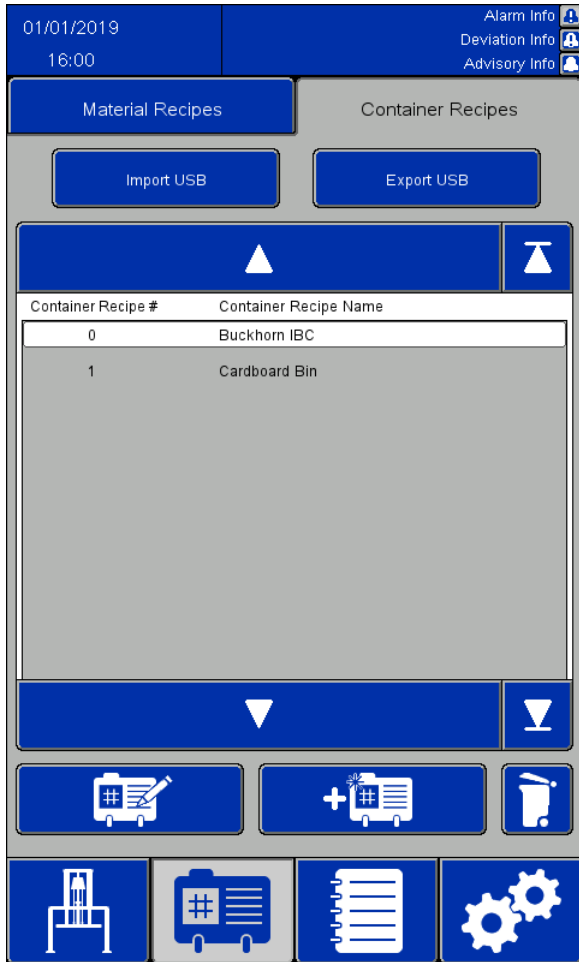 01/01/2019
16:00
Alarm Info
Deviation Info
Advisory Info
Material Recipes
Container Recipes
Import USB
Export USB
Container Recipe # Container Recipe Name
0 Buckhorn IBC
1 Cardboard Bin
#
+ #
#